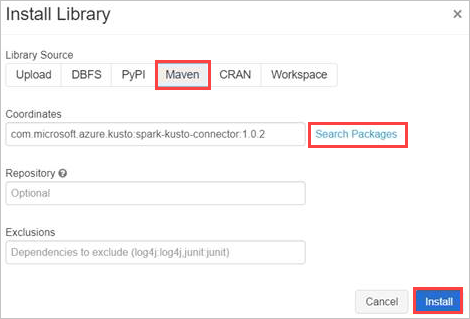 Install Library
×
Library Source
Upload DBFS PyPI Maven CRAN Workspace
Coordinates
com.microsoft.azure.kusto:spark-kusto-connector:1.0.2 Search Packages
Repository ?
Optional
Exclusions
Dependencies to exclude (log4j:log4j,junit:junit)
Cancel Install